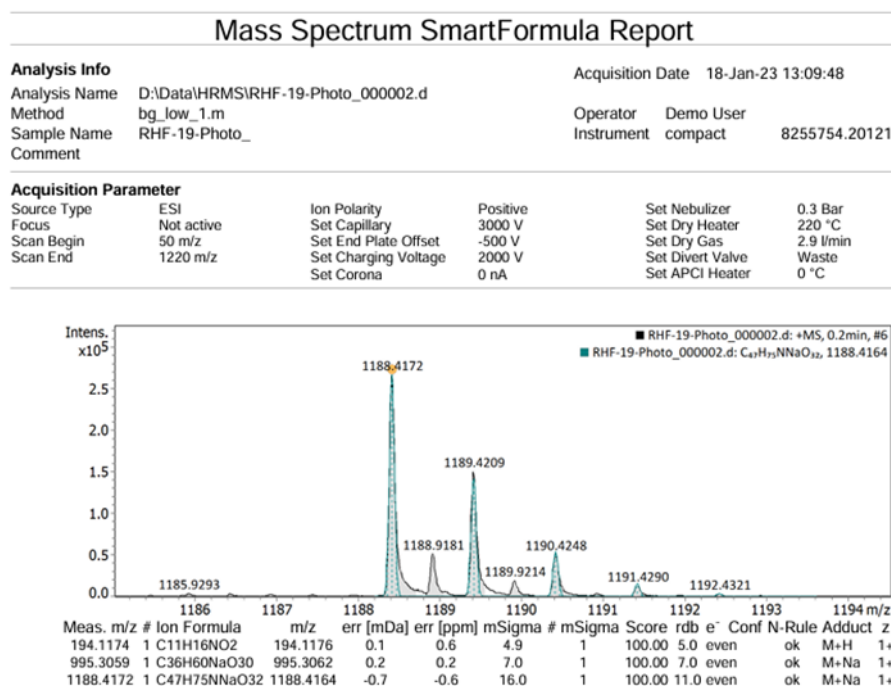 Mass Spectrum SmartFormula Report
Analysis Info
Acquisition Date 18-Jan-23 13:09:48
Analysis Name D:\Data\HRMS\RHF-19-Photo_000002.d
Method bg_low_1.m Operator Demo User
Sample Name RHF-19-Photo_ Instrument compact 8255754.20121
Comment
Acquisition Parameter
Source Type ESI Ion Polarity Positive Set Nebulizer 0.3 Bar
Focus Not active Set Capillary 3000 V Set Dry Heater 220 °C
Scan Begin 50 m/z Set End Plate Offset -500 V Set Dry Gas 2.9 l/min
Scan End 1220 m/z Set Charging Voltage 2000 V Set Divert Valve Waste
Set Corona 0 nA Set APCI Heater 0 °C
Intens.
x10⁵
RHF-19-Photo_000002.d: +MS, 0.2min, #6
RHF-19-Photo_000002.d: C₄₇H₇₅NNaO₃₂, 1188.4164
1188.4172
2.5
2.0
1189.4209
1.5
1.0
1188.9181 1190.4248
0.5
1189.9214
1185.9293 1191.4290 1192.4321
0.0
1186 1187 1188 1189 1190 1191 1192 1193 1194 m/z
Meas. m/z # Ion Formula m/z err [mDa] err [ppm] mSigma # mSigma Score rdb e⁻ Conf N-Rule Adduct z
194.1174 1 C11H16NO2 194.1176 0.1 0.6 4.9 1 100.00 5.0 even ok M+H 1+
995.3059 1 C36H60NaO30 995.3062 0.2 0.2 7.0 1 100.00 7.0 even ok M+Na 1+
1188.4172 1 C47H75NNaO32 1188.4164 -0.7 -0.6 16.0 1 100.00 11.0 even ok M+Na 1+